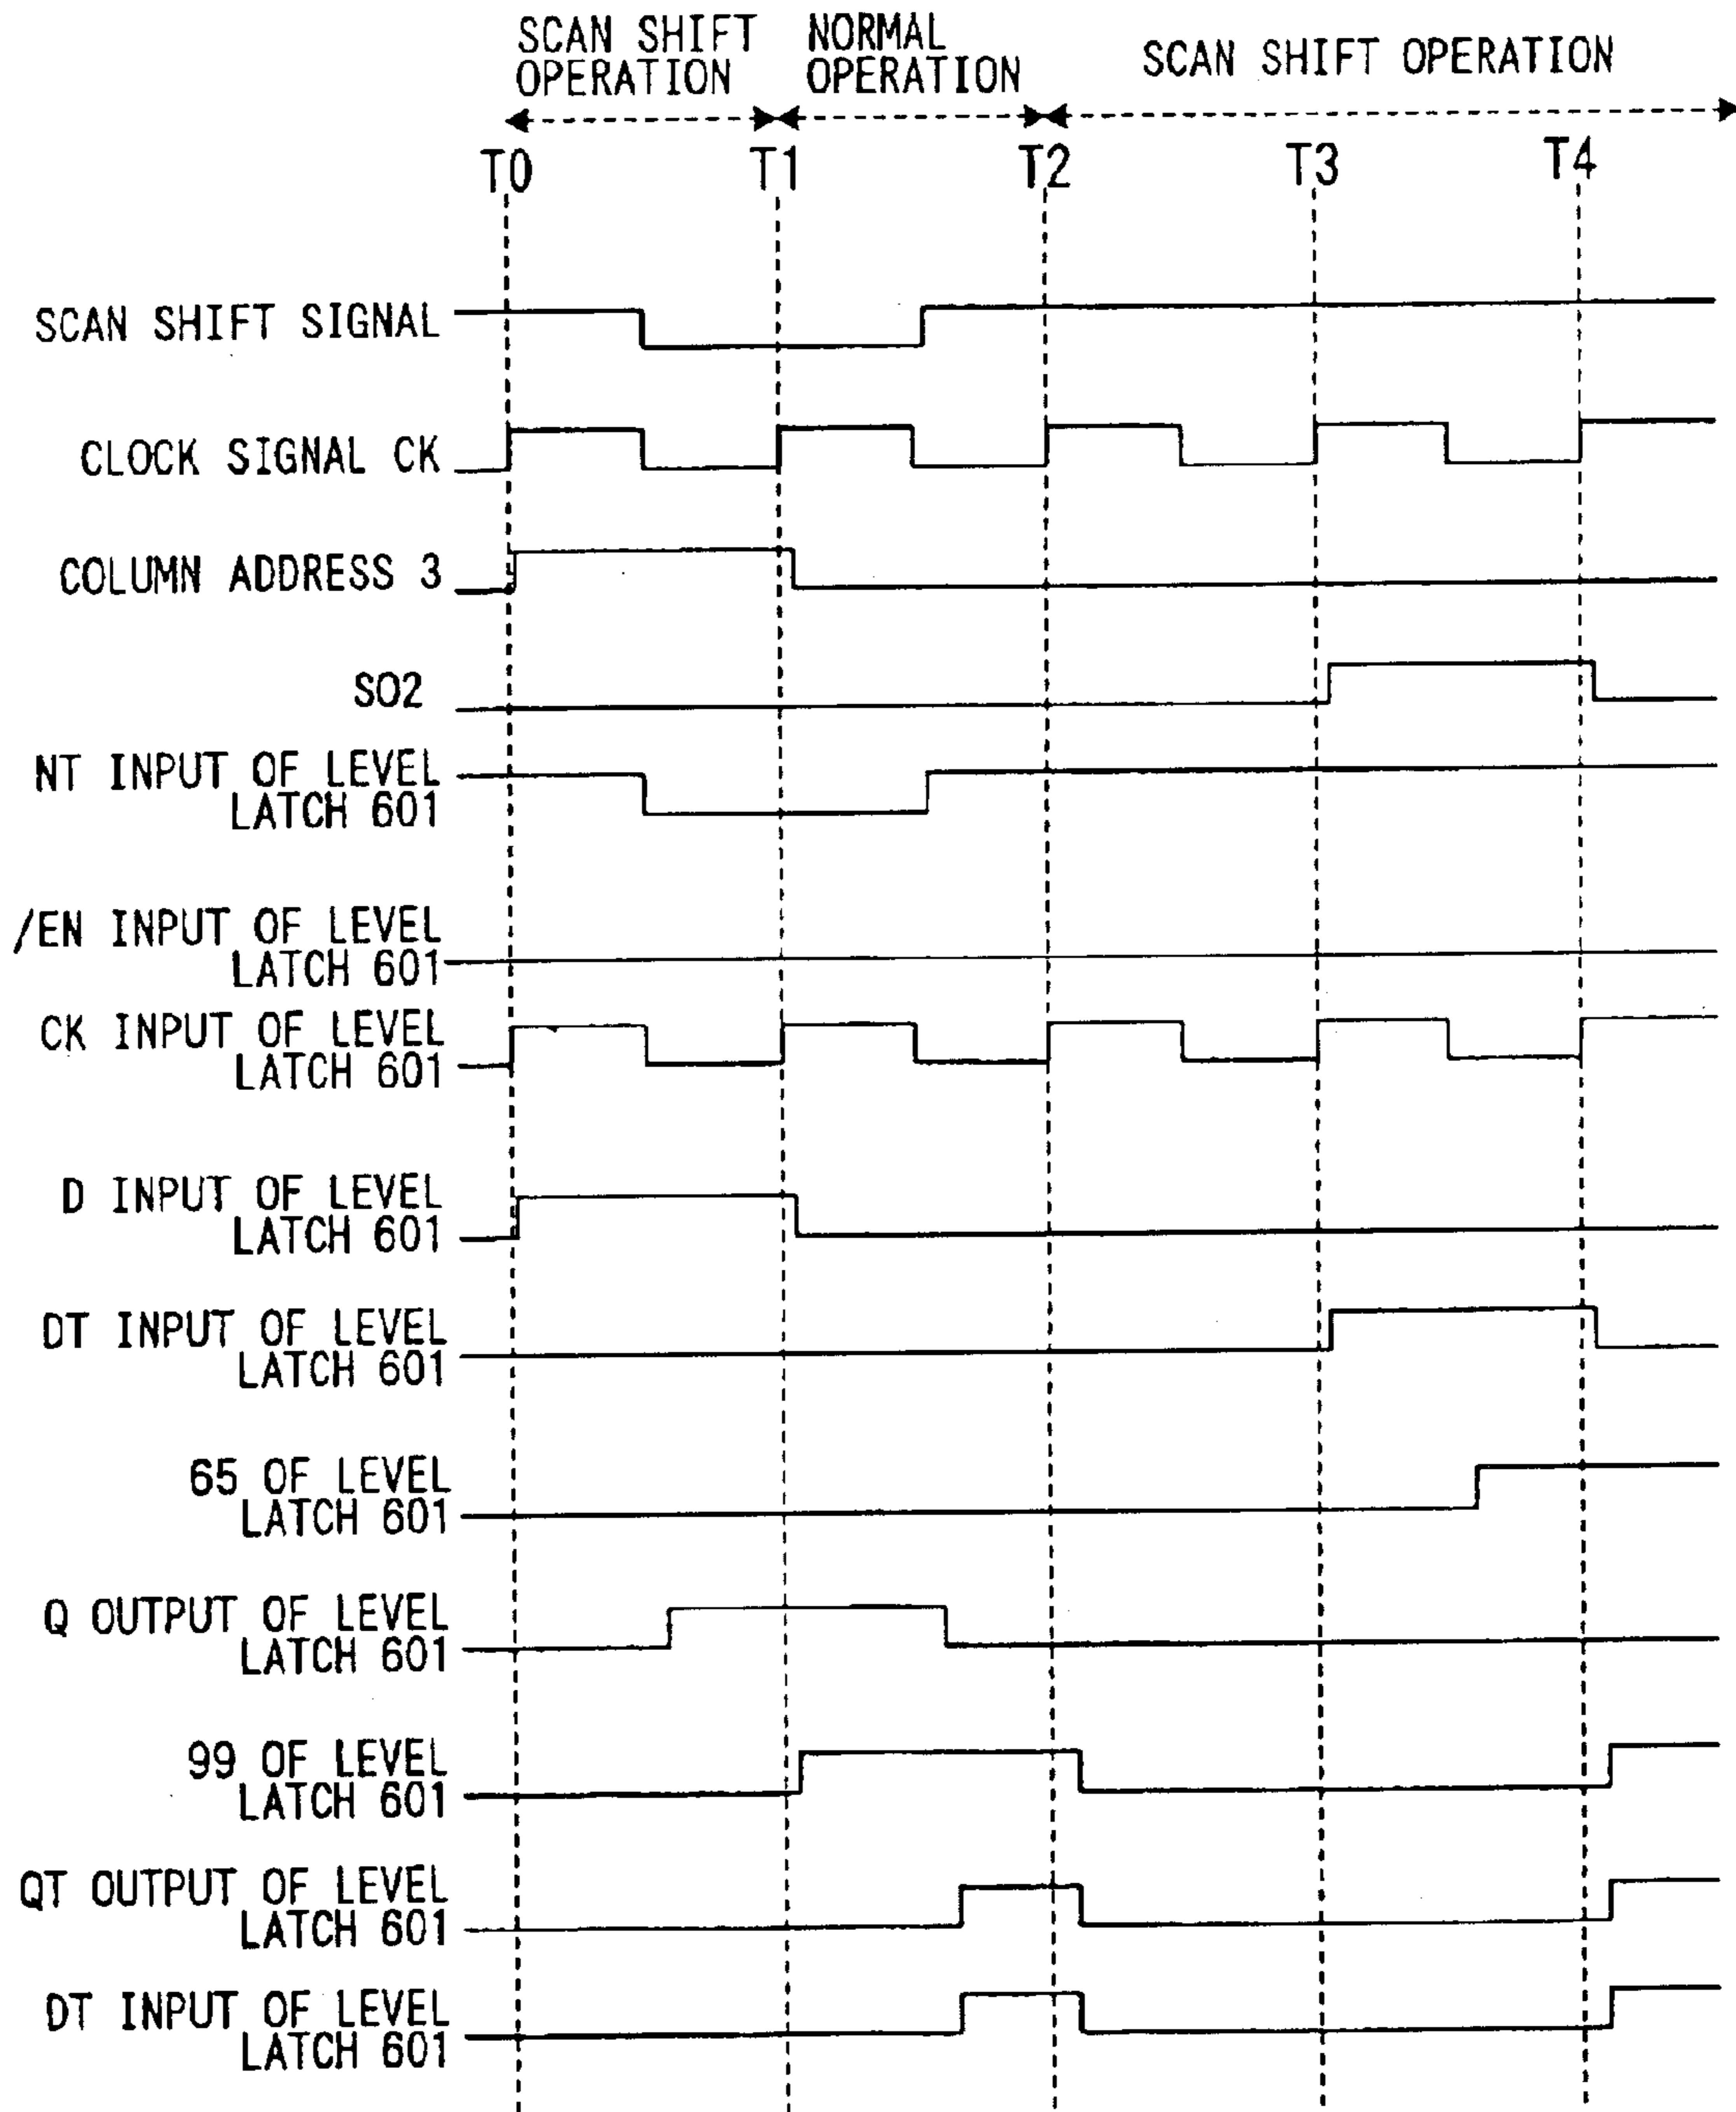 SCAN SHIFT
OPERATION
NORMAL
OPERATION
SCAN SHIFT OPERATION
T0
T1
T2
T3
T4
SCAN SHIFT SIGNAL
CLOCK SIGNAL CK
COLUMN ADDRESS 3
SO2
NT INPUT OF LEVEL
LATCH 601
/EN INPUT OF LEVEL
LATCH 601
CK INPUT OF LEVEL
LATCH 601
D INPUT OF LEVEL
LATCH 601
DT INPUT OF LEVEL
LATCH 601
65 OF LEVEL
LATCH 601
Q OUTPUT OF LEVEL
LATCH 601
99 OF LEVEL
LATCH 601
QT OUTPUT OF LEVEL
LATCH 601
DT INPUT OF LEVEL
LATCH 601